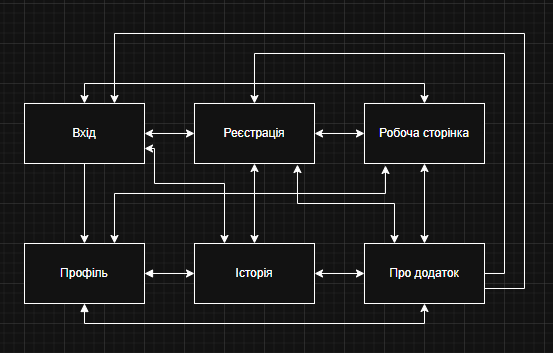 Вхід
Реєстрація
Робоча сторінка
Профіль
Історія
Про додаток